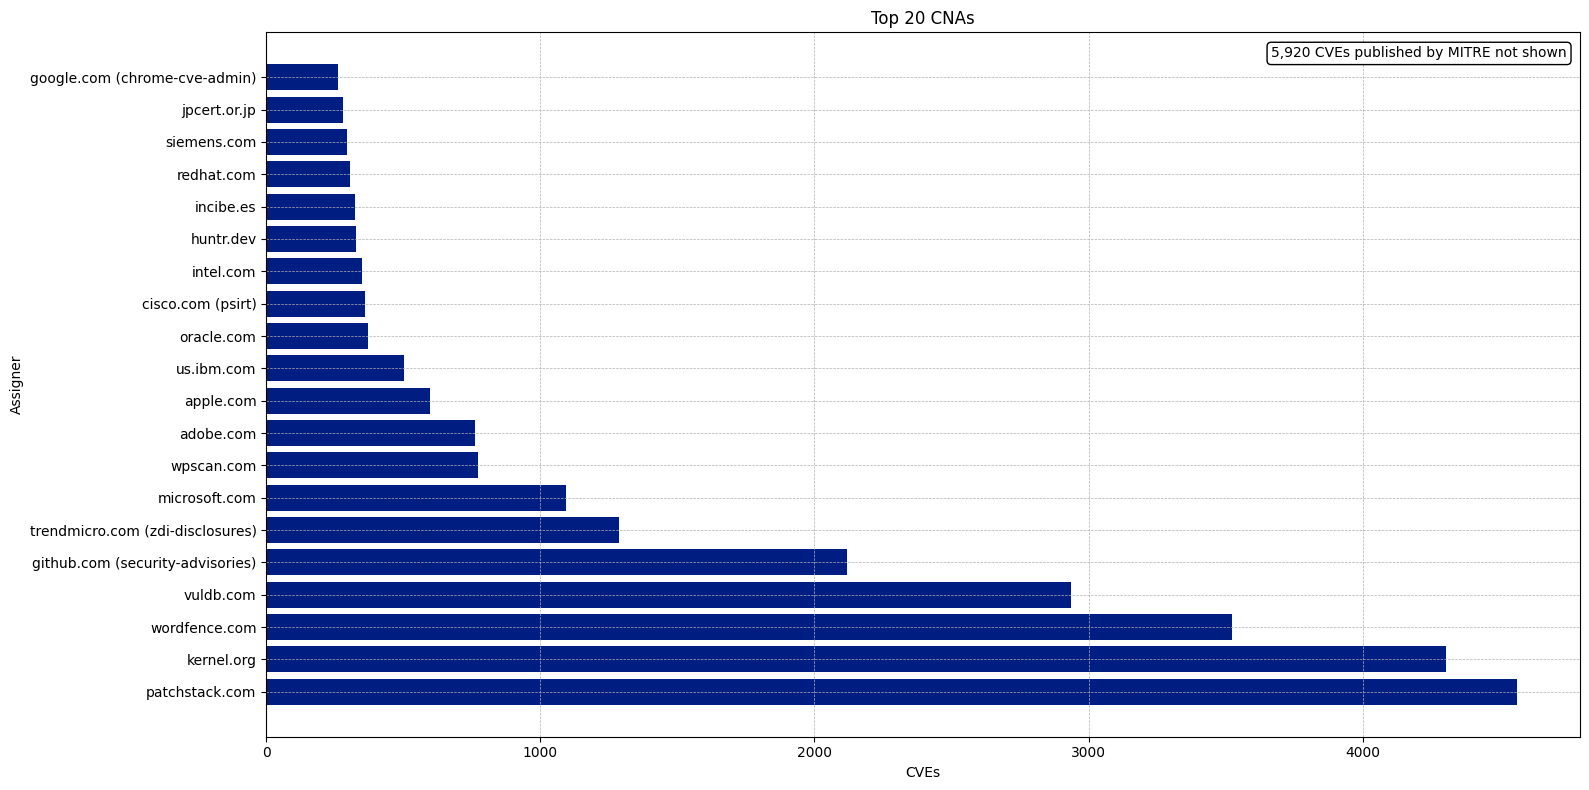 Top 20 CNAs
5,920 CVEs published by MITRE not shown
google.com (chrome-cve-admin)
jpcert.or.jp
siemens.com
redhat.com
incibe.es
huntr.dev
intel.com
cisco.com (psirt)
oracle.com
us.ibm.com
apple.com
adobe.com
wpscan.com
microsoft.com
trendmicro.com (zdi-disclosures)
github.com (security-advisories)
vuldb.com
wordfence.com
kernel.org
patchstack.com
Assigner
0 1000 2000 3000 4000
CVEs